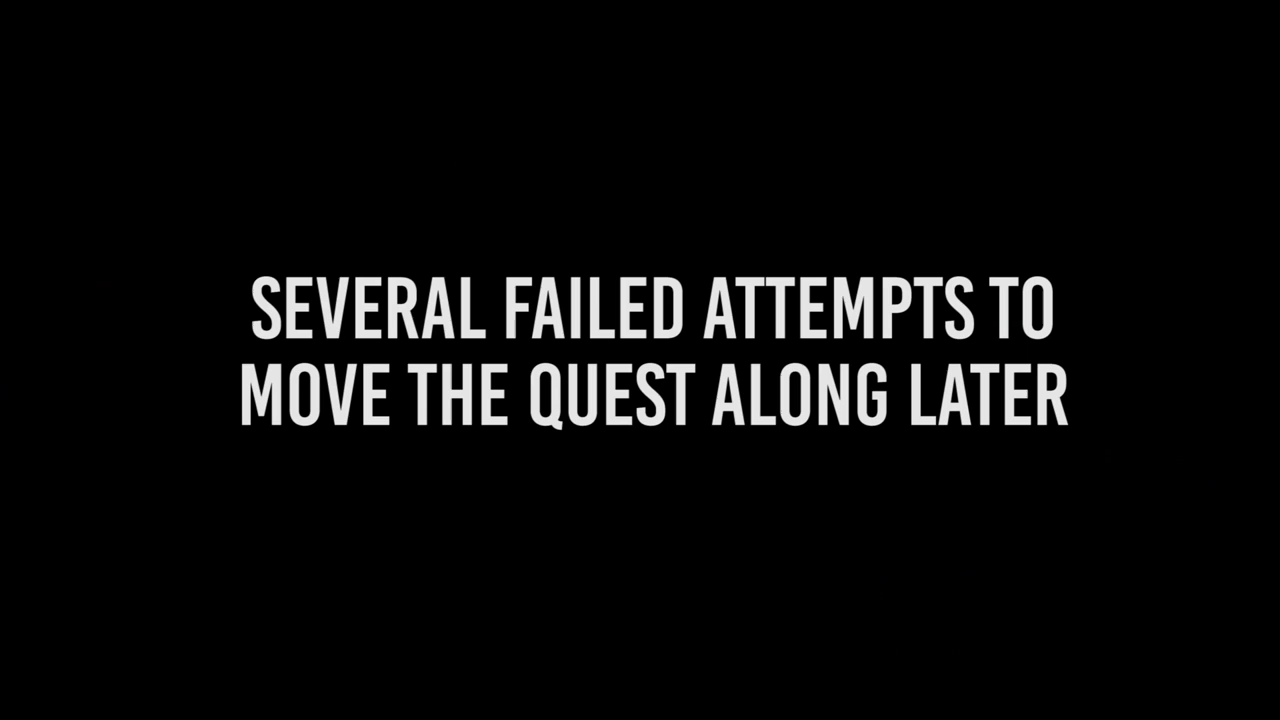 SEVERAL FAILED ATTEMPTS TO
MOVE THE QUEST ALONG LATER